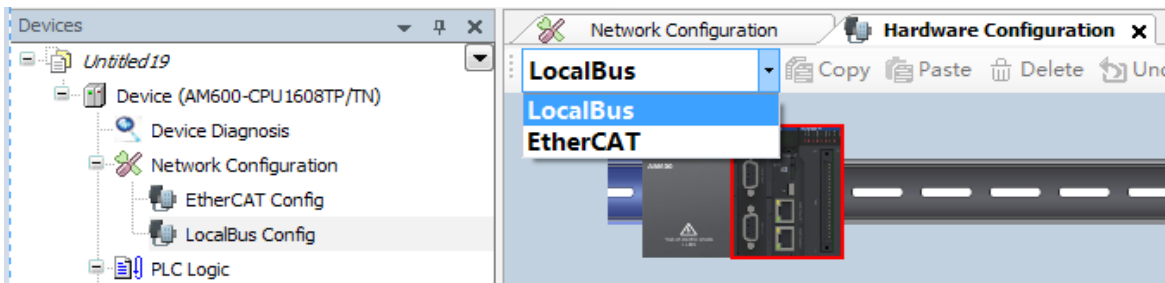 Devices
Untitled19
Device (AM600-CPU1608TP/TN)
Device Diagnosis
Network Configuration
EtherCAT Config
LocalBus Config
PLC Logic
Network Configuration
Hardware Configuration
LocalBus
Copy
Paste
Delete
Und
LocalBus
EtherCAT